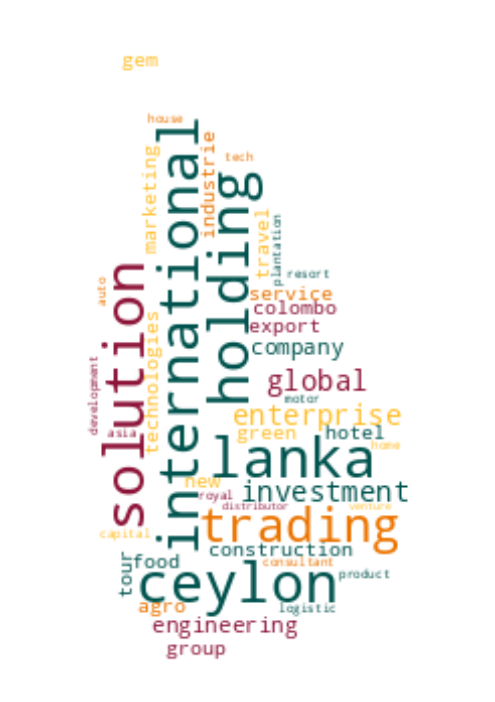 gem
house
international
marketing
industrie
tech
holding
travel
plantation
resort
solution
auto
service
colombo
export
technologies
company
development
global
motor
enterprise
asia
green
hotel
lanka
home
new
royal
investment
distributor
venture
trading
capital
construction
tour
food
consultant
ceylon
product
agro
logistic
engineering
group